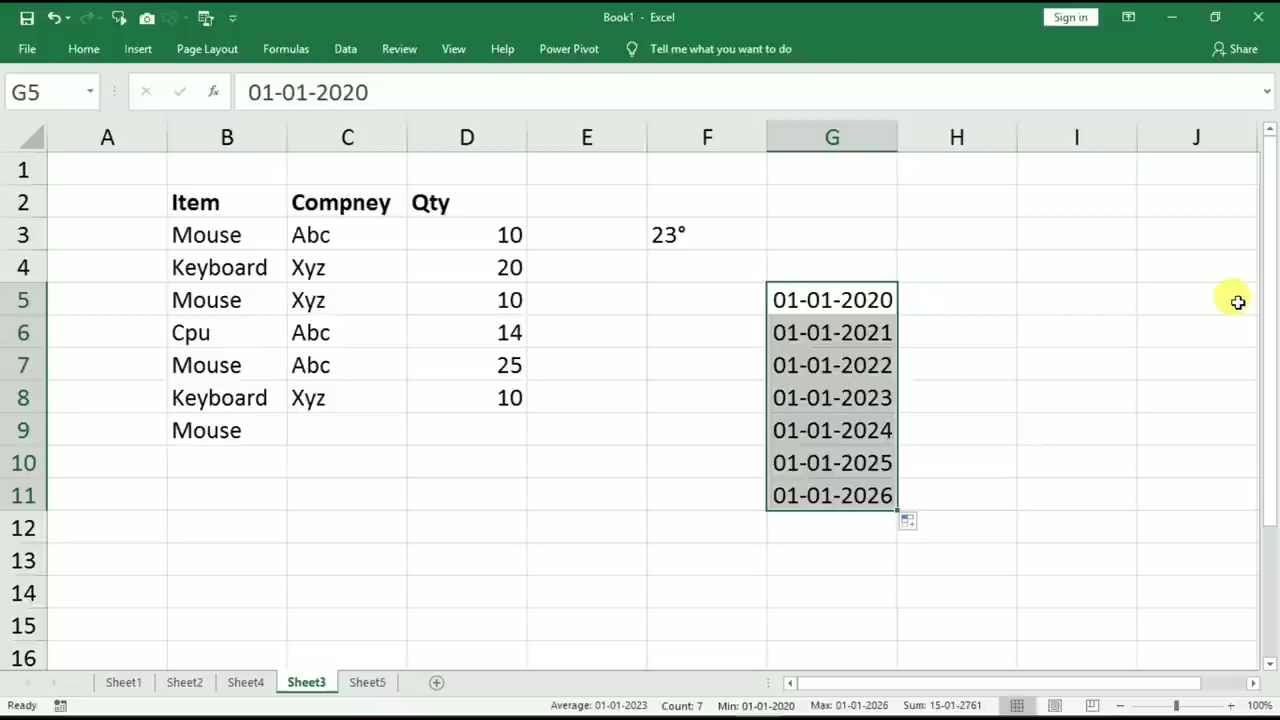 Book1 - Excel Sign in
File Home Insert Page Layout Formulas Data Review View Help Power Pivot Tell me what you want to do Share
G5 fx 01-01-2020
A B C D E F G H I J
1
2 Item Compney Qty
3 Mouse Abc 10 23°
4 Keyboard Xyz 20
5 Mouse Xyz 10 01-01-2020
6 Cpu Abc 14 01-01-2021
7 Mouse Abc 25 01-01-2022
8 Keyboard Xyz 10 01-01-2023
9 Mouse 01-01-2024
10 01-01-2025
11 01-01-2026
12
13
14
15
16
Sheet1 Sheet2 Sheet4 Sheet3 Sheet5
Ready Average: 01-01-2023 Count: 7 Min: 01-01-2020 Max: 01-01-2026 Sum: 15-01-2761 100%